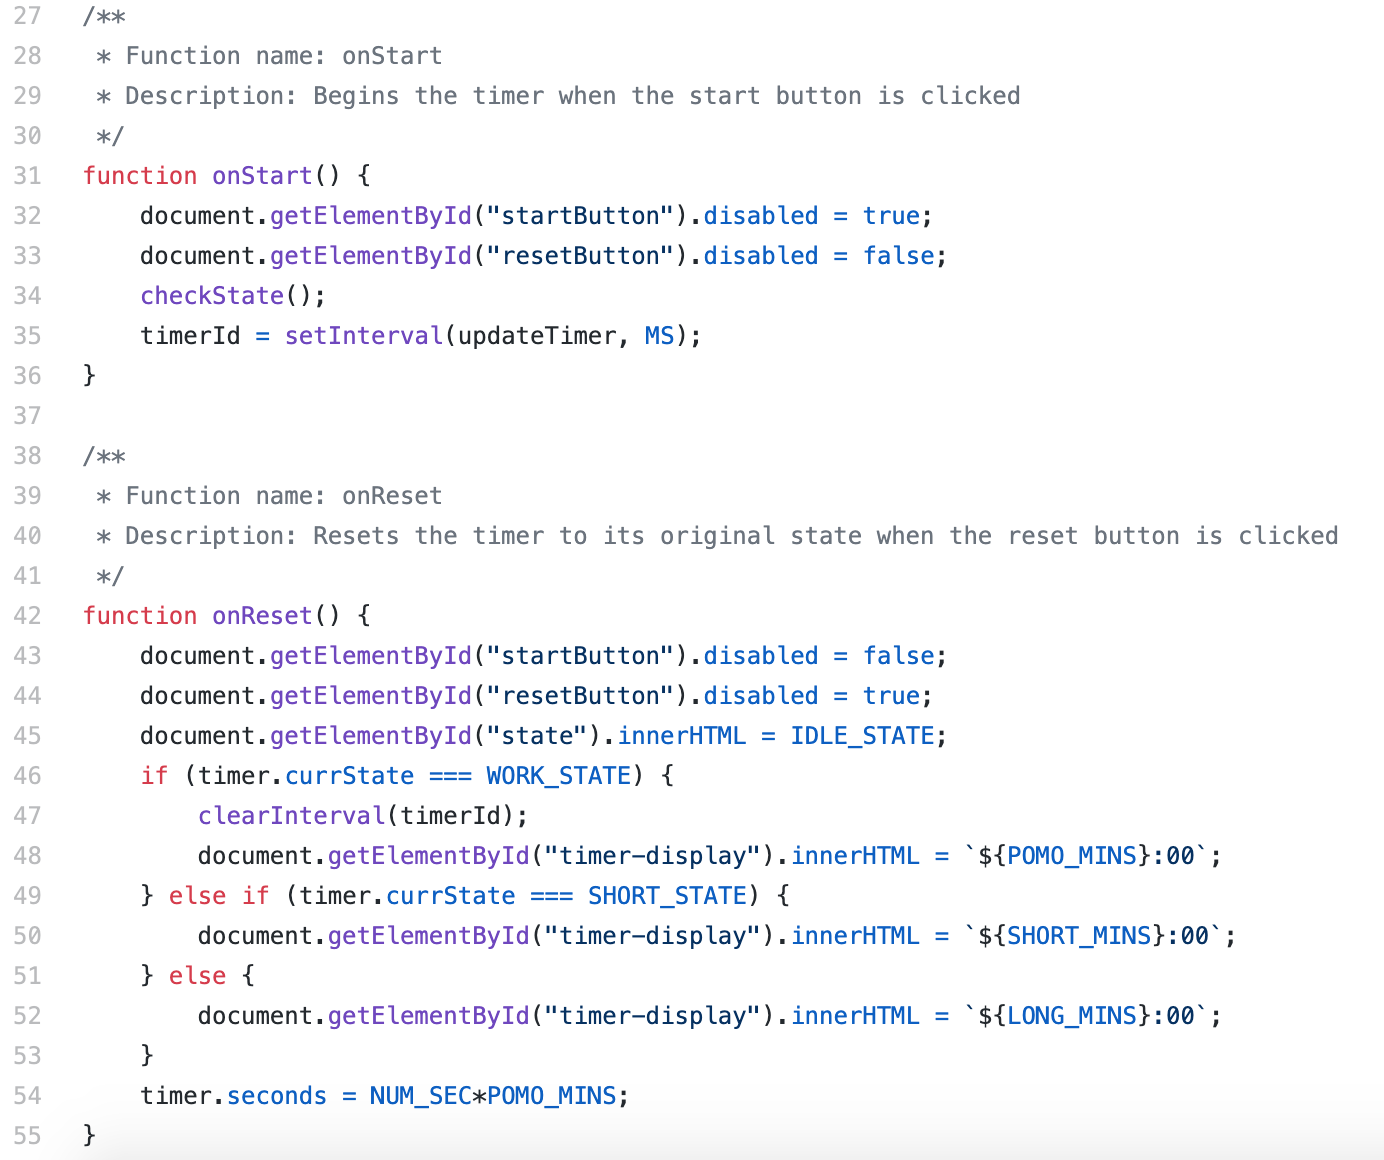 27 /**
28  * Function name: onStart
29  * Description: Begins the timer when the start button is clicked
30  */
31 function onStart() {
32     document.getElementById("startButton").disabled = true;
33     document.getElementById("resetButton").disabled = false;
34     checkState();
35     timerId = setInterval(updateTimer, MS);
36 }
37
38 /**
39  * Function name: onReset
40  * Description: Resets the timer to its original state when the reset button is clicked
41  */
42 function onReset() {
43     document.getElementById("startButton").disabled = false;
44     document.getElementById("resetButton").disabled = true;
45     document.getElementById("state").innerHTML = IDLE_STATE;
46     if (timer.currState === WORK_STATE) {
47         clearInterval(timerId);
48         document.getElementById("timer-display").innerHTML = `${POMO_MINS}:00`;
49     } else if (timer.currState === SHORT_STATE) {
50         document.getElementById("timer-display").innerHTML = `${SHORT_MINS}:00`;
51     } else {
52         document.getElementById("timer-display").innerHTML = `${LONG_MINS}:00`;
53     }
54     timer.seconds = NUM_SEC*POMO_MINS;
55 }